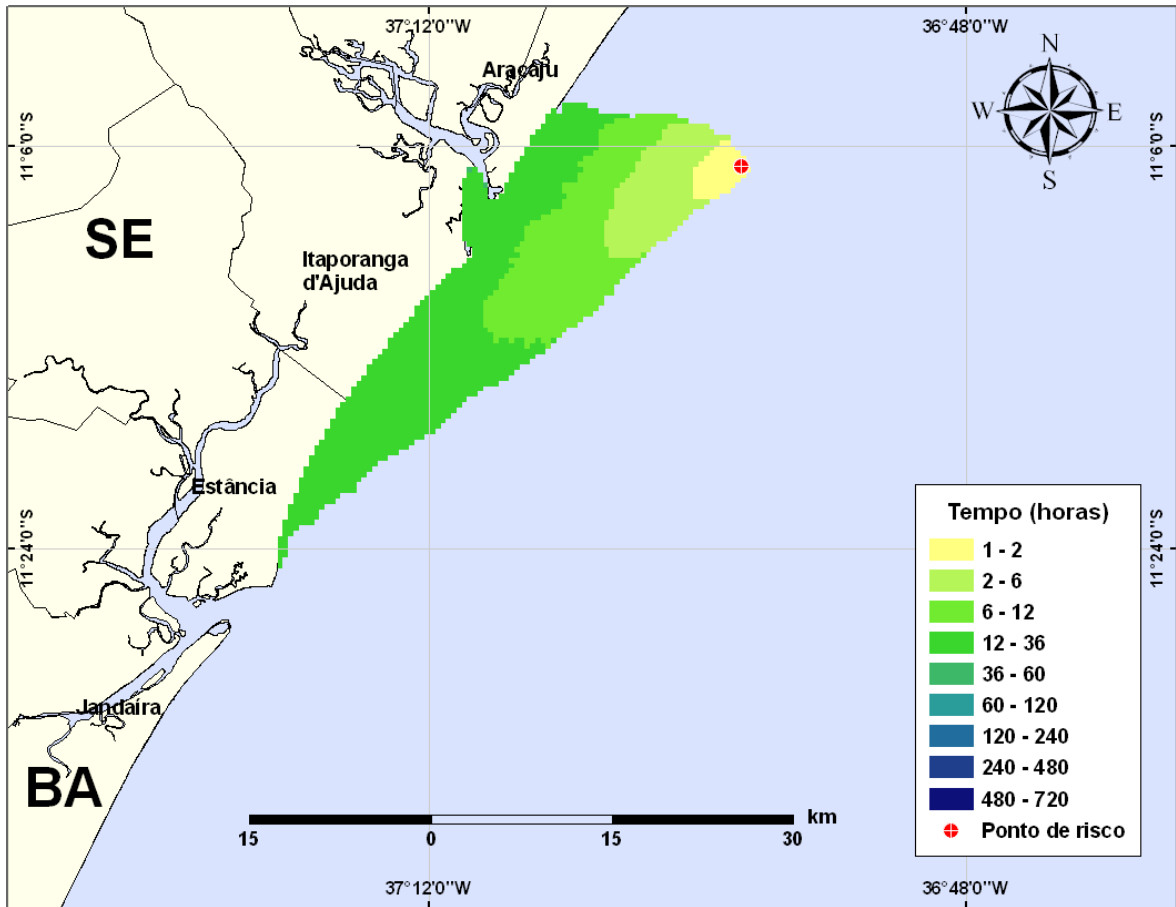 37°12'0"W
36°48'0"W
N
W
E
S
Aracaju
11°6'0"S
11°6'0"S
SE
Itaporanga
d'Ajuda
Estância
11°24'0"S
11°24'0"S
Tempo (horas)
1 - 2
2 - 6
6 - 12
12 - 36
36 - 60
60 - 120
120 - 240
240 - 480
480 - 720
Ponto de risco
Jandaíra
BA
km
15
0
15
30
37°12'0"W
36°48'0"W